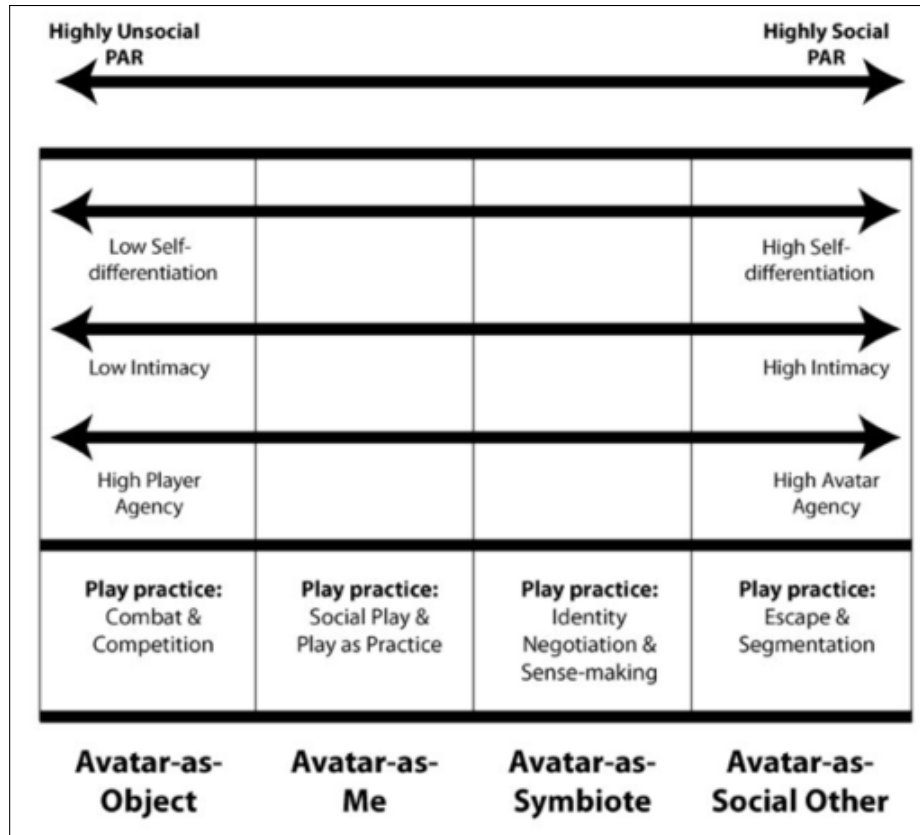 Highly Unsocial
PAR
Highly Social
PAR
Low Self-
differentiation
High Self-
differentiation
Low Intimacy
High Intimacy
High Player
Agency
High Avatar
Agency
Play practice:
Combat &
Competition
Play practice:
Social Play &
Play as Practice
Play practice:
Identity
Negotiation &
Sense-making
Play practice:
Escape &
Segmentation
Avatar-as-
Object
Avatar-as-
Me
Avatar-as-
Symbiote
Avatar-as-
Social Other